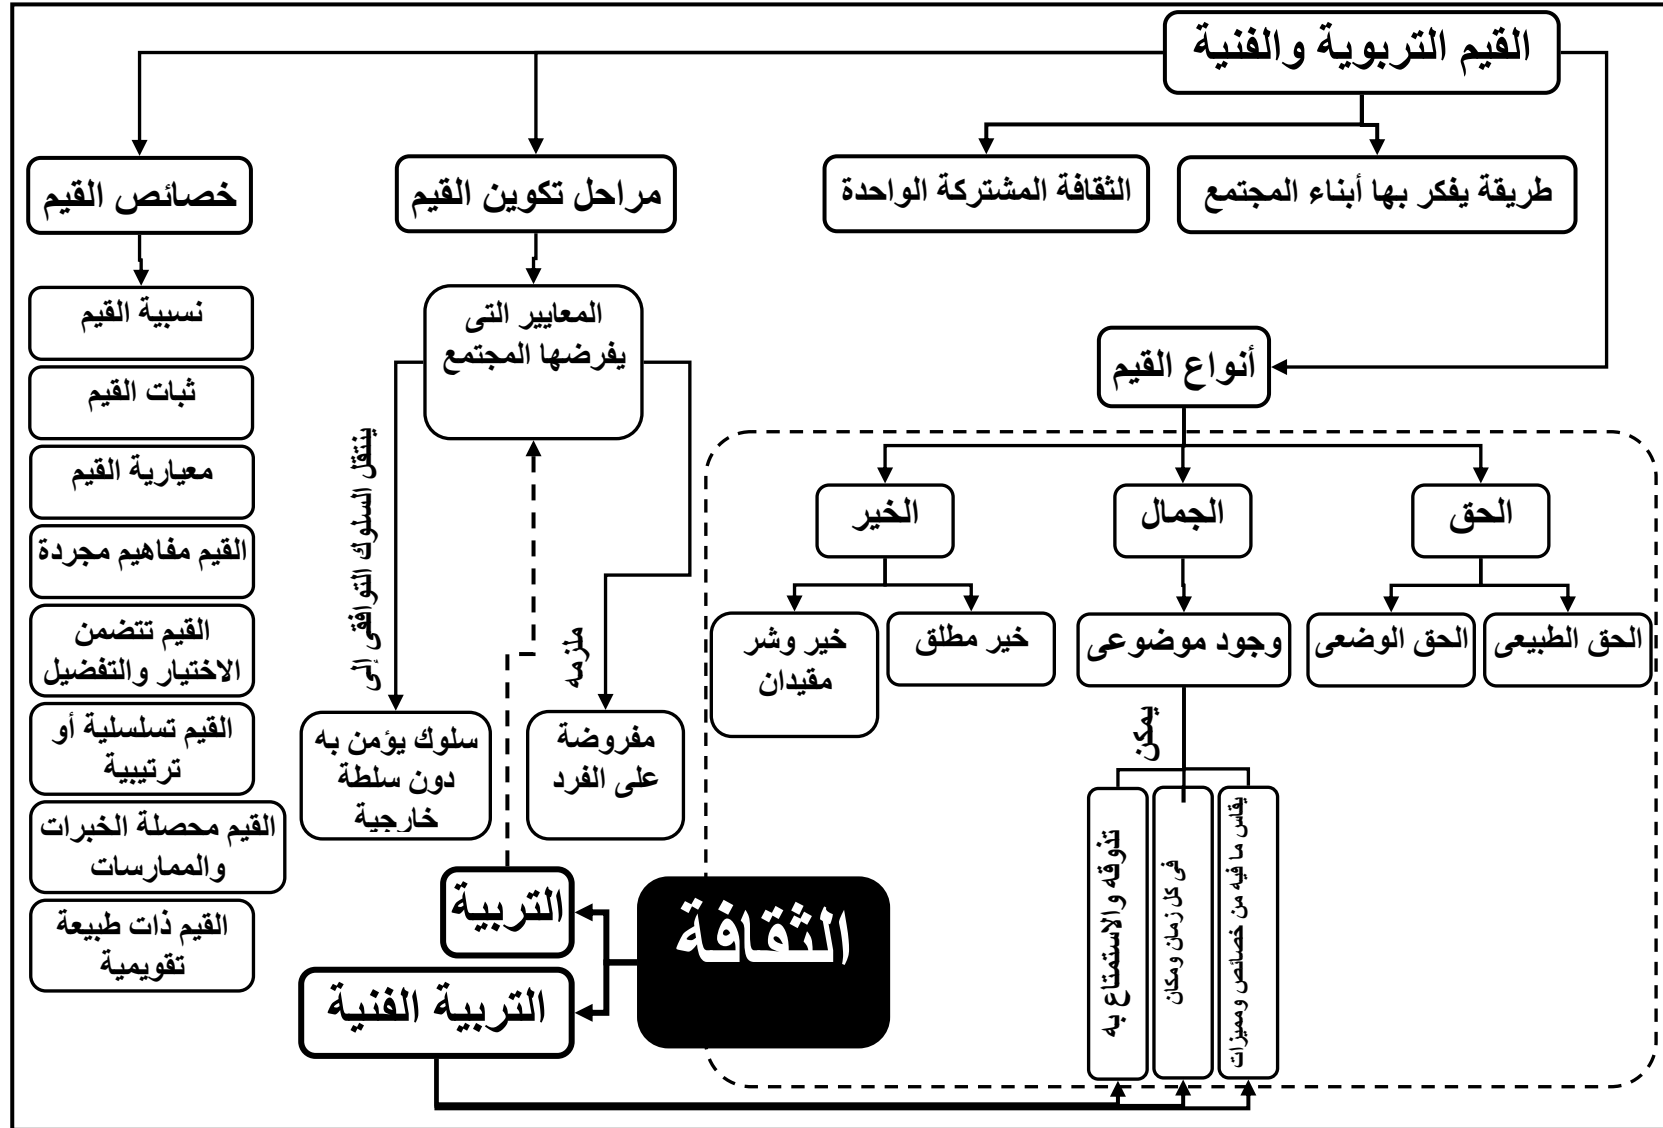 القيم التربوية والفنية
طريقة يفكر بها أبناء المجتمع
الثقافة المشتركة الواحدة
مراحل تكوين القيم
خصائص القيم
أنواع القيم
الحق
الجمال
الخير
الحق الطبيعى
الحق الوضعى
وجود موضوعى
خير مطلق
خير وشر
مقيدان
يمكن
يقاس ما فيه من خصائص ومميزات
فى كل زمان ومكان
تذوقه والاستمتاع به
المعايير التى
يفرضها المجتمع
ملزمه
ينتقل السلوك التوافقى إلى
مفروضة
على الفرد
سلوك يؤمن به
دون سلطة
خارجية
نسبية القيم
ثبات القيم
معيارية القيم
القيم مفاهيم مجردة
القيم تتضمن
الاختيار والتفضيل
القيم تسلسلية أو
ترتيبية
القيم محصلة الخبرات
والممارسات
القيم ذات طبيعة
تقويمية
الثقافة
التربية
التربية الفنية